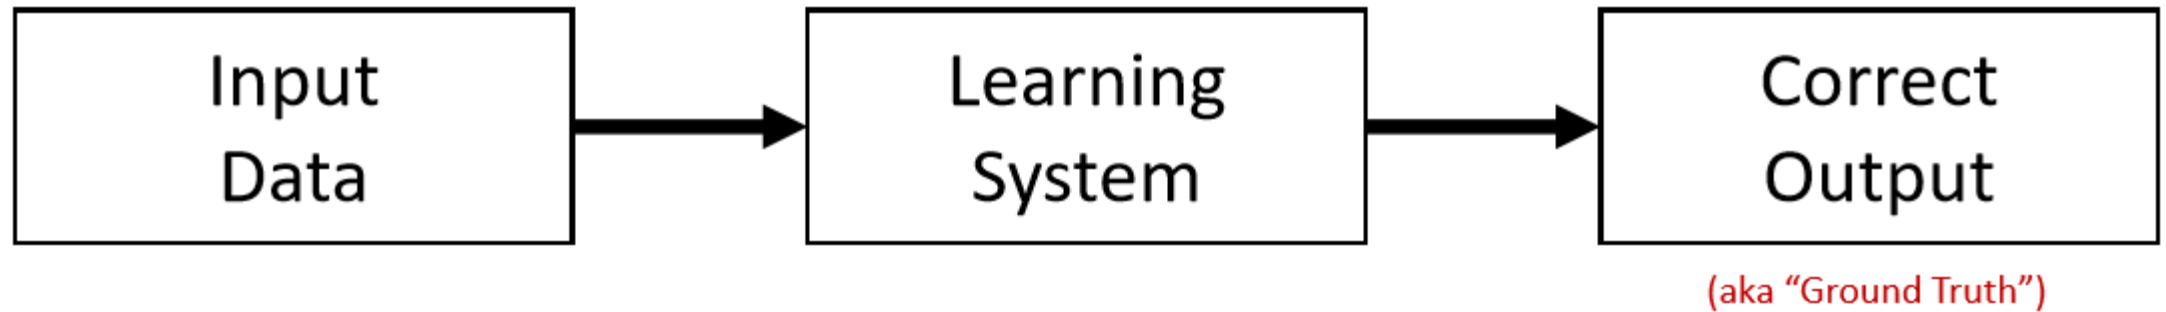 Input
Data
Learning
System
Correct
Output
(aka “Ground Truth”)